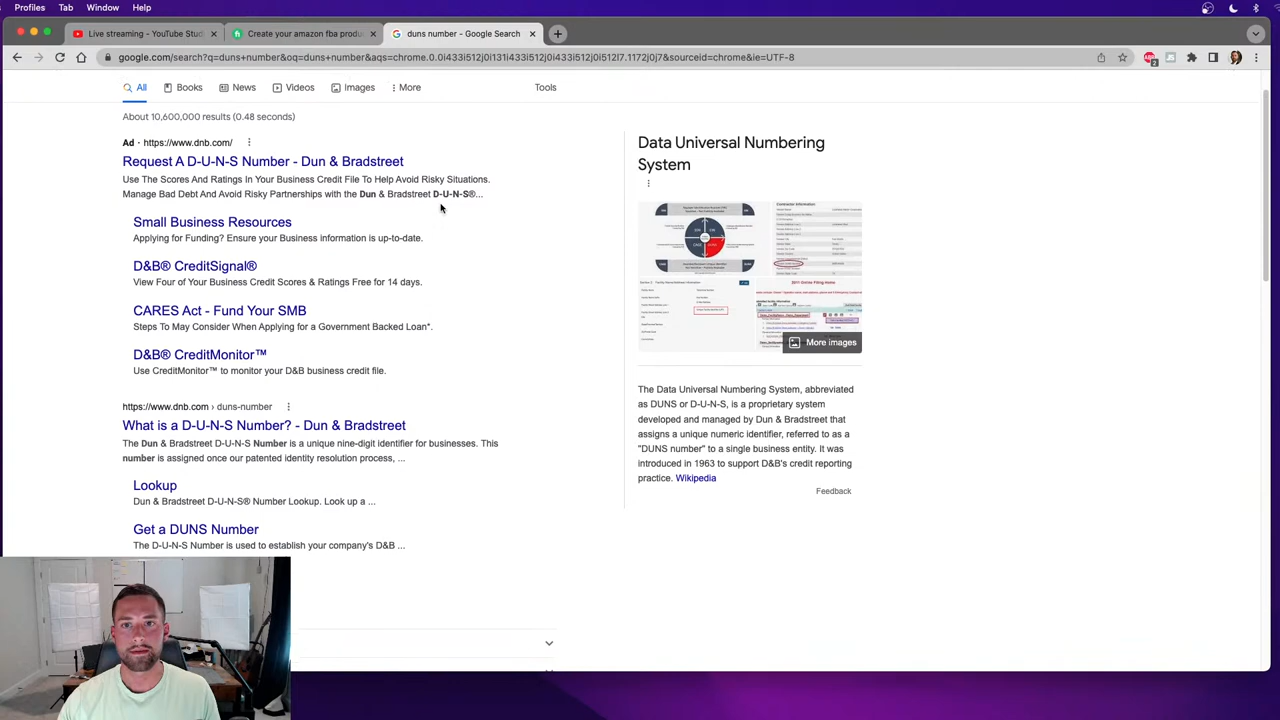 Profiles Tab Window Help
Live streaming - YouTube Stud
Create your amazon fba produ
duns number - Google Search
google.com/search?q=duns+number&oq=duns+number&aqs=chrome.0.0i433i512j0i131i433i512j0i433i512j0i512l7.1172j0j7&sourceid=chrome&ie=UTF-8
All Books News Videos Images More Tools
About 10,600,000 results (0.48 seconds)
Ad · https://www.dnb.com/
Request A D-U-N-S Number - Dun & Bradstreet
Use The Scores And Ratings In Your Business Credit File To Help Avoid Risky Situations.
Manage Bad Debt And Avoid Risky Partnerships with the Dun & Bradstreet D-U-N-S®...
Small Business Resources
Applying for Funding? Ensure your Business information is up-to-date.
D&B® CreditSignal®
View Four of Your Business Credit Scores & Ratings Free for 14 days.
CARES Act - Fund Your SMB
Steps To May Consider When Applying for a Government Backed Loan*.
D&B® CreditMonitor™
Use CreditMonitor™ to monitor your D&B business credit file.
https://www.dnb.com › duns-number
What is a D-U-N-S Number? - Dun & Bradstreet
The Dun & Bradstreet D-U-N-S Number is a unique nine-digit identifier for businesses. This
number is assigned once our patented identity resolution process, ...
Lookup
Dun & Bradstreet D-U-N-S® Number Lookup. Look up a ...
Get a DUNS Number
The D-U-N-S Number is used to establish your company's D&B ...
Data Universal Numbering
System
More images
The Data Universal Numbering System, abbreviated
as DUNS or D-U-N-S, is a proprietary system
developed and managed by Dun & Bradstreet that
assigns a unique numeric identifier, referred to as a
"DUNS number" to a single business entity. It was
introduced in 1963 to support D&B's credit reporting
practice. Wikipedia
Feedback